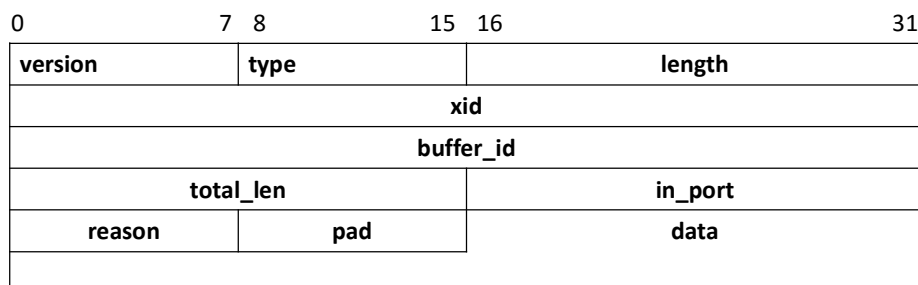 0 7 8 15 16 31
version type length
xid
buffer_id
total_len in_port
reason pad data